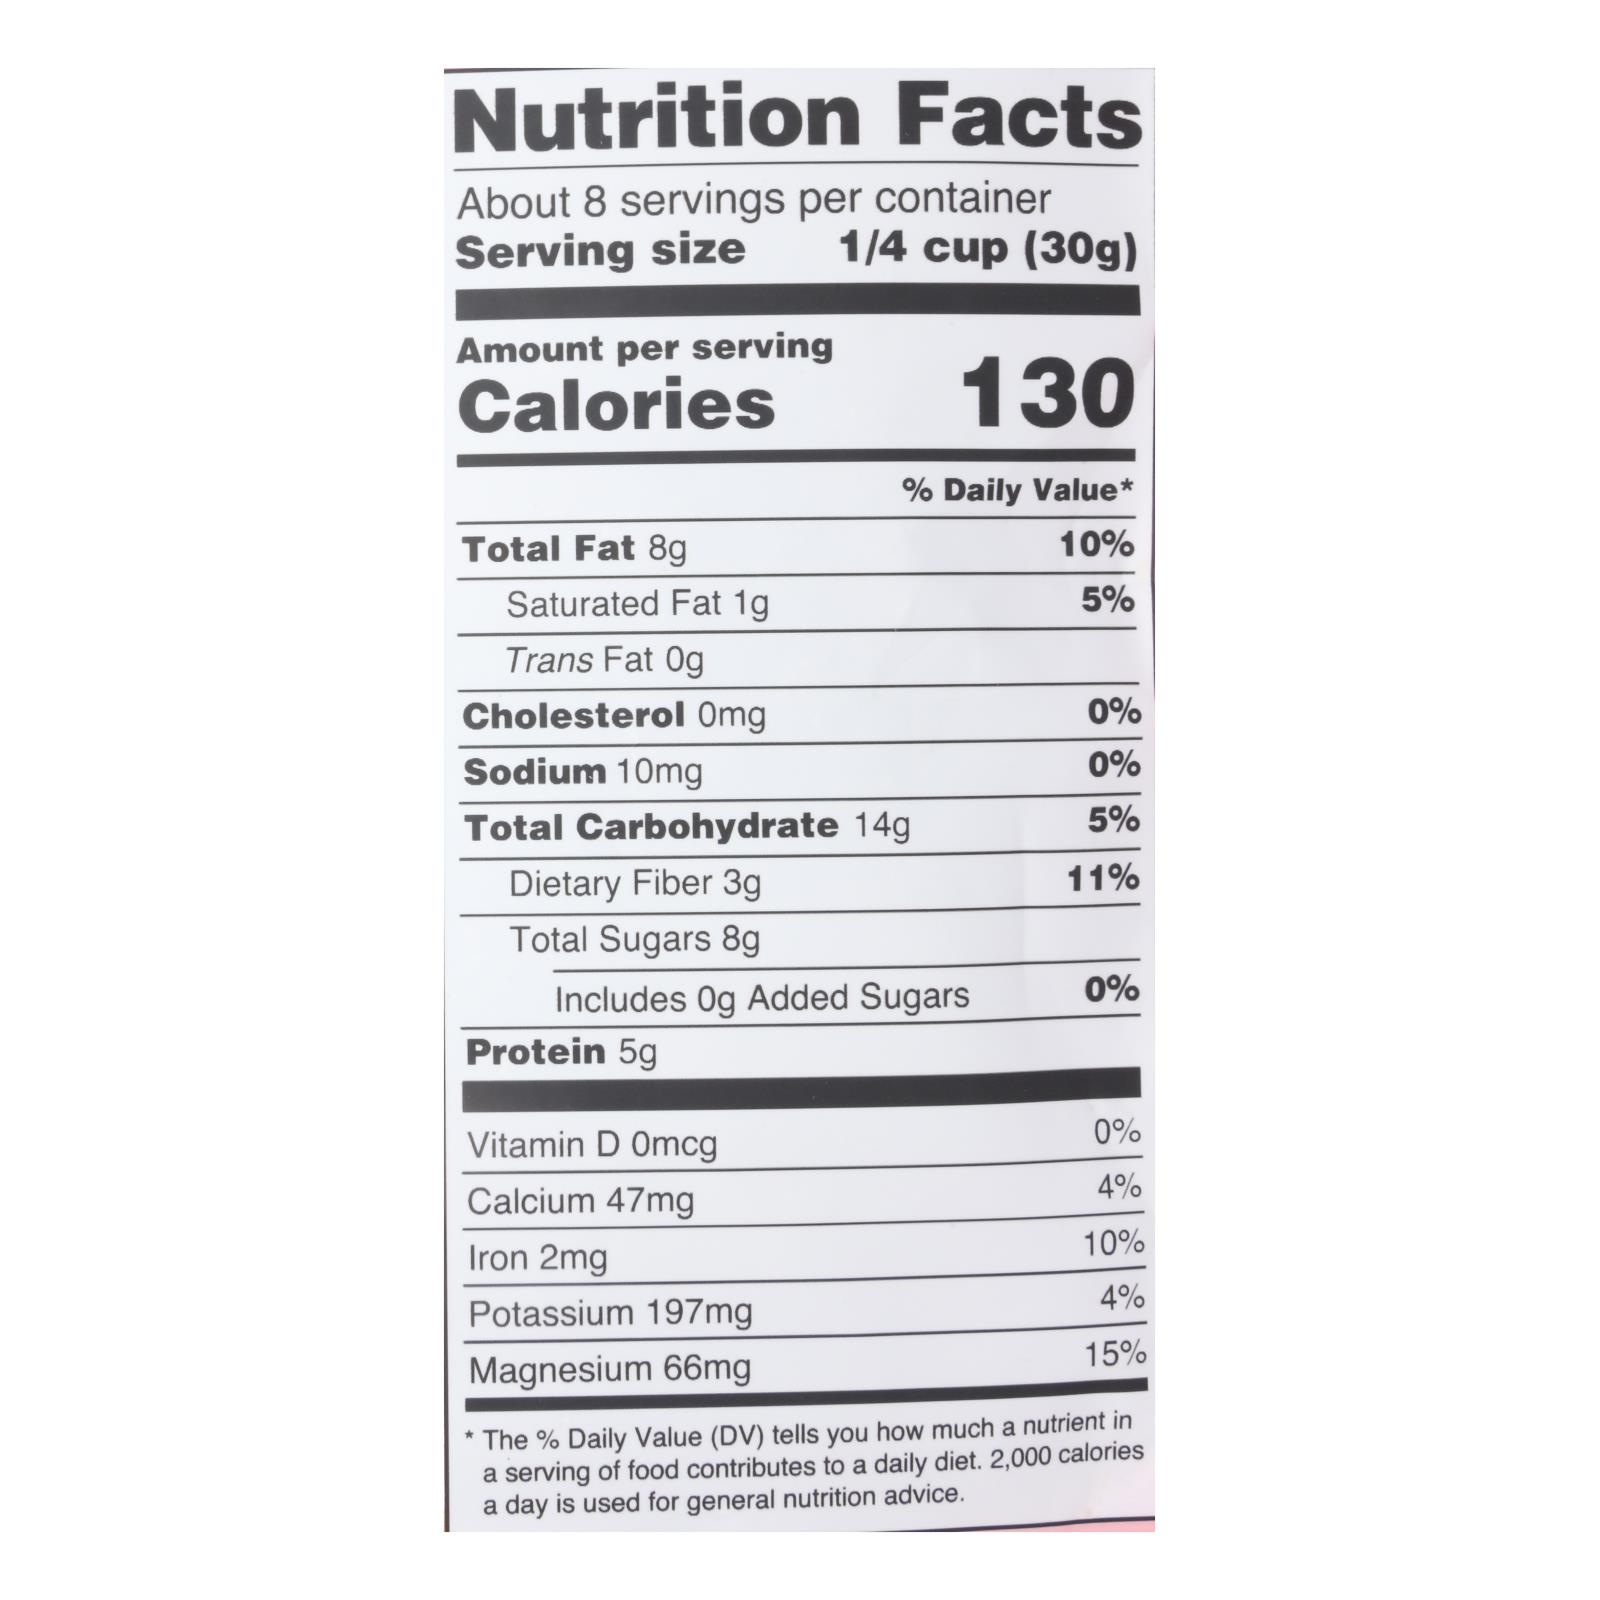 Nutrition Facts
About 8 servings per container
Serving size 1/4 cup (30g)
Amount per serving
Calories 130
% Daily Value*
Total Fat 8g 10%
Saturated Fat 1g 5%
Trans Fat 0g
Cholesterol 0mg 0%
Sodium 10mg 0%
Total Carbohydrate 14g 5%
Dietary Fiber 3g 11%
Total Sugars 8g
Includes 0g Added Sugars 0%
Protein 5g
Vitamin D 0mcg 0%
Calcium 47mg 4%
Iron 2mg 10%
Potassium 197mg 4%
Magnesium 66mg 15%
* The % Daily Value (DV) tells you how much a nutrient in
a serving of food contributes to a daily diet. 2,000 calories
a day is used for general nutrition advice.